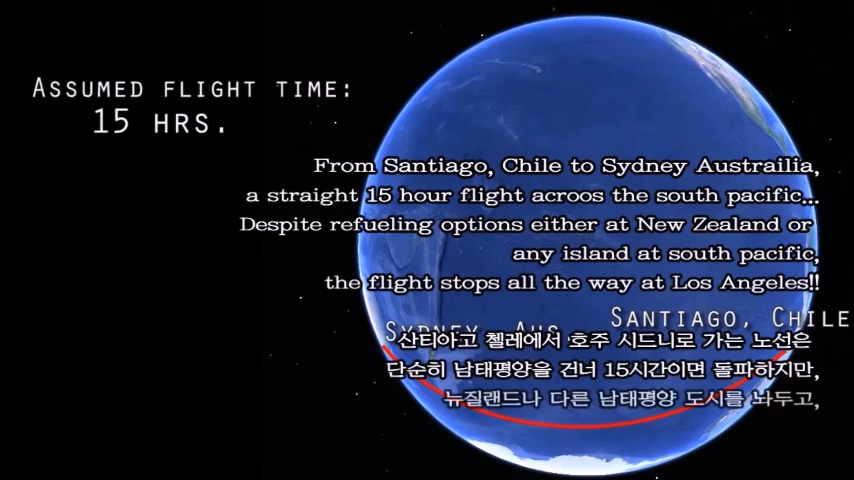 ASSUMED FLIGHT TIME:
15 HRS.
From Santiago, Chile to Sydney Austrailia,
a straight 15 hour flight acroos the south pacific...
Despite refueling options either at New Zealand or
any island at south pacific,
the flight stops all the way at Los Angeles!!
SANTIAGO, CHILE
SYDNEY, AUS
산티아고 첼레에서 호주 시드니로 가는 노선은
단순히 남태평양을 건너 15시간이면 돌파하지만,
뉴질랜드나 다른 남태평양 도시를 놔두고,